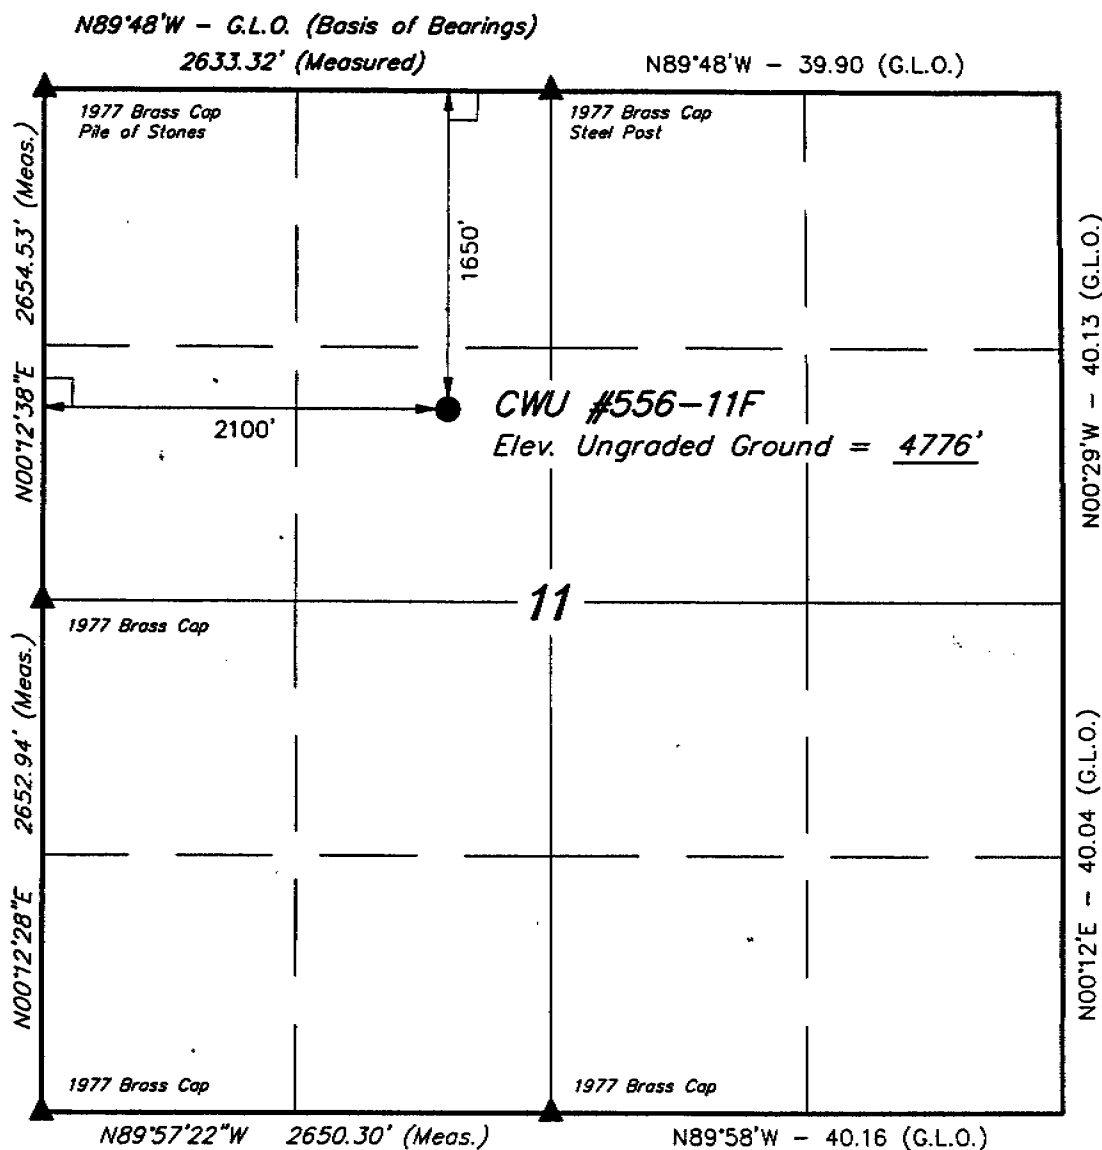 N89°48'W - G.L.O. (Basis of Bearings)
2633.32' (Measured)
N89°48'W - 39.90 (G.L.O.)
1977 Brass Cap
Pile of Stones
1977 Brass Cap
Steel Post
N00°12'38"E 2654.53' (Meas.)
1650'
N00°29'W - 40.13 (G.L.O.)
2100'
CWU #556-11F
Elev. Ungraded Ground = 4776'
11
1977 Brass Cap
N00°12'28"E 2652.94' (Meas.)
N00°12'E - 40.04 (G.L.O.)
1977 Brass Cap
1977 Brass Cap
N89°57'22"W 2650.30' (Meas.)
N89°58'W - 40.16 (G.L.O.)